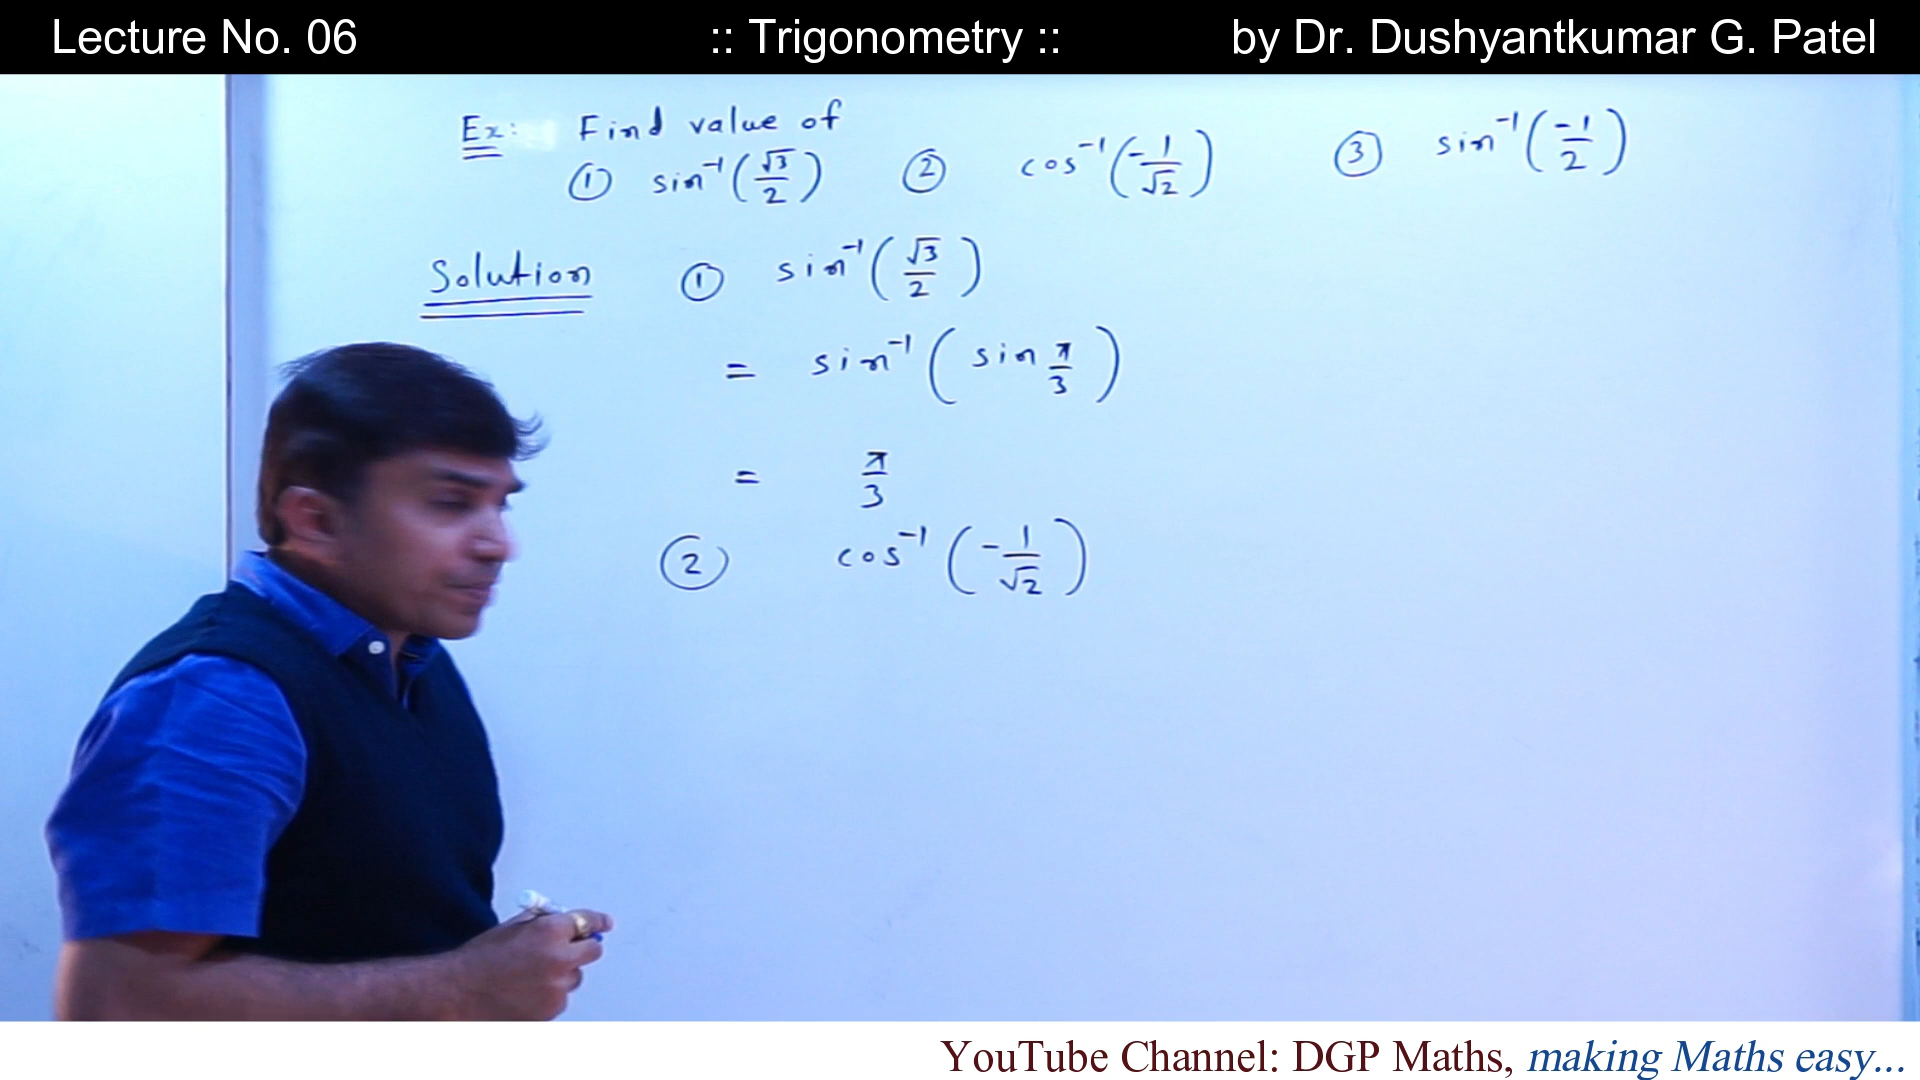 Lecture No. 06 :: Trigonometry :: by Dr. Dushyantkumar G. Patel
Ex: Find value of
① sin⁻¹(√3/2) ② cos⁻¹(-1/√2) ③ sin⁻¹(-1/2)
Solution ① sin⁻¹(√3/2)
= sin⁻¹(sin π/3)
= π/3
② cos⁻¹(-1/√2)
YouTube Channel: DGP Maths, making Maths easy...